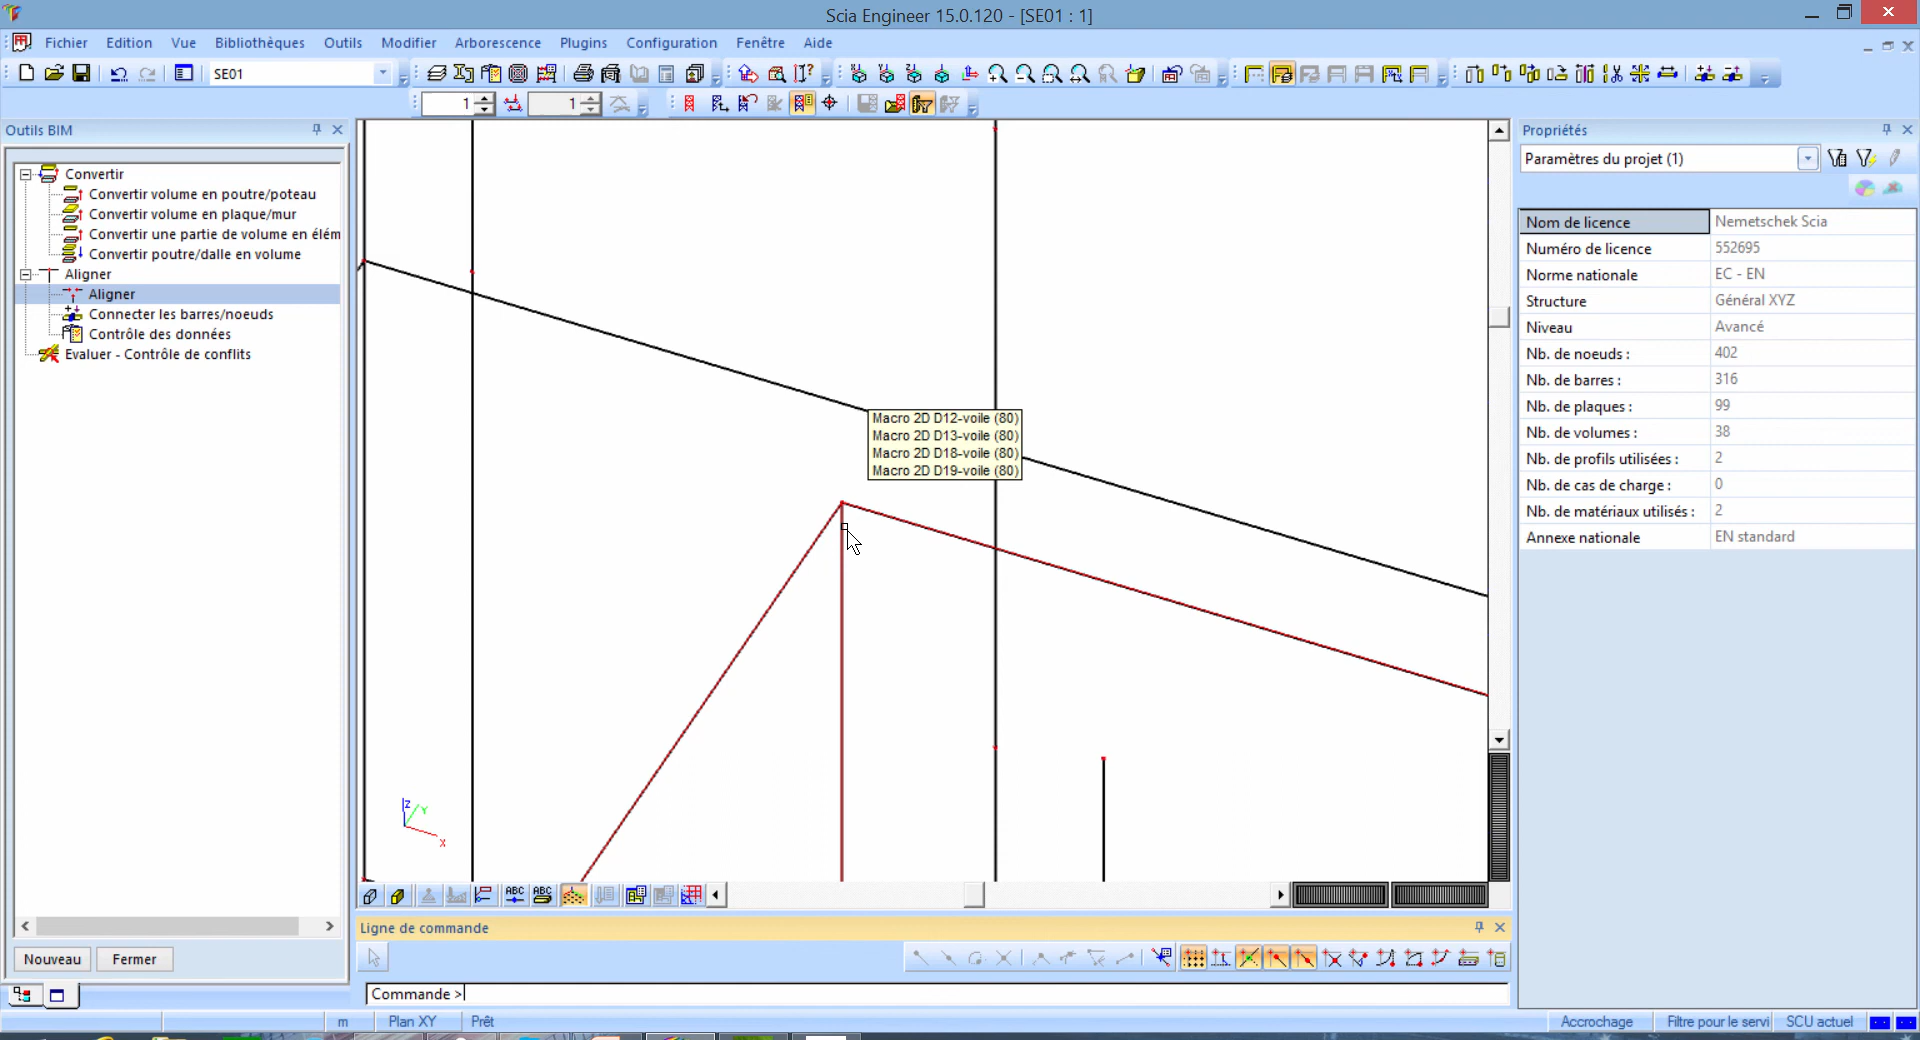 Scia Engineer 15.0.120 - [SE01 : 1]
Fichier Edition Vue Bibliothèques Outils Modifier Arborescence Plugins Configuration Fenêtre Aide
SE01
1 1
Outils BIM
Convertir
Convertir volume en poutre/poteau
Convertir volume en plaque/mur
Convertir une partie de volume en élém
Convertir poutre/dalle en volume
Aligner
Aligner
Connecter les barres/noeuds
Contrôle des données
Evaluer - Contrôle de conflits
Nouveau Fermer
Macro 2D D12-voile (80)
Macro 2D D13-voile (80)
Macro 2D D18-voile (80)
Macro 2D D19-voile (80)
Z
Y
X
ABC ABC
Propriétés
Paramètres du projet (1)
Nom de licence Nemetschek Scia
Numéro de licence 552695
Norme nationale EC - EN
Structure Général XYZ
Niveau Avancé
Nb. de noeuds : 402
Nb. de barres : 316
Nb. de plaques : 99
Nb. de volumes : 38
Nb. de profils utilisées : 2
Nb. de cas de charge : 0
Nb. de matériaux utilisés : 2
Annexe nationale EN standard
Ligne de commande
Commande >
m Plan XY Prêt Accrochage Filtre pour le servi SCU actuel